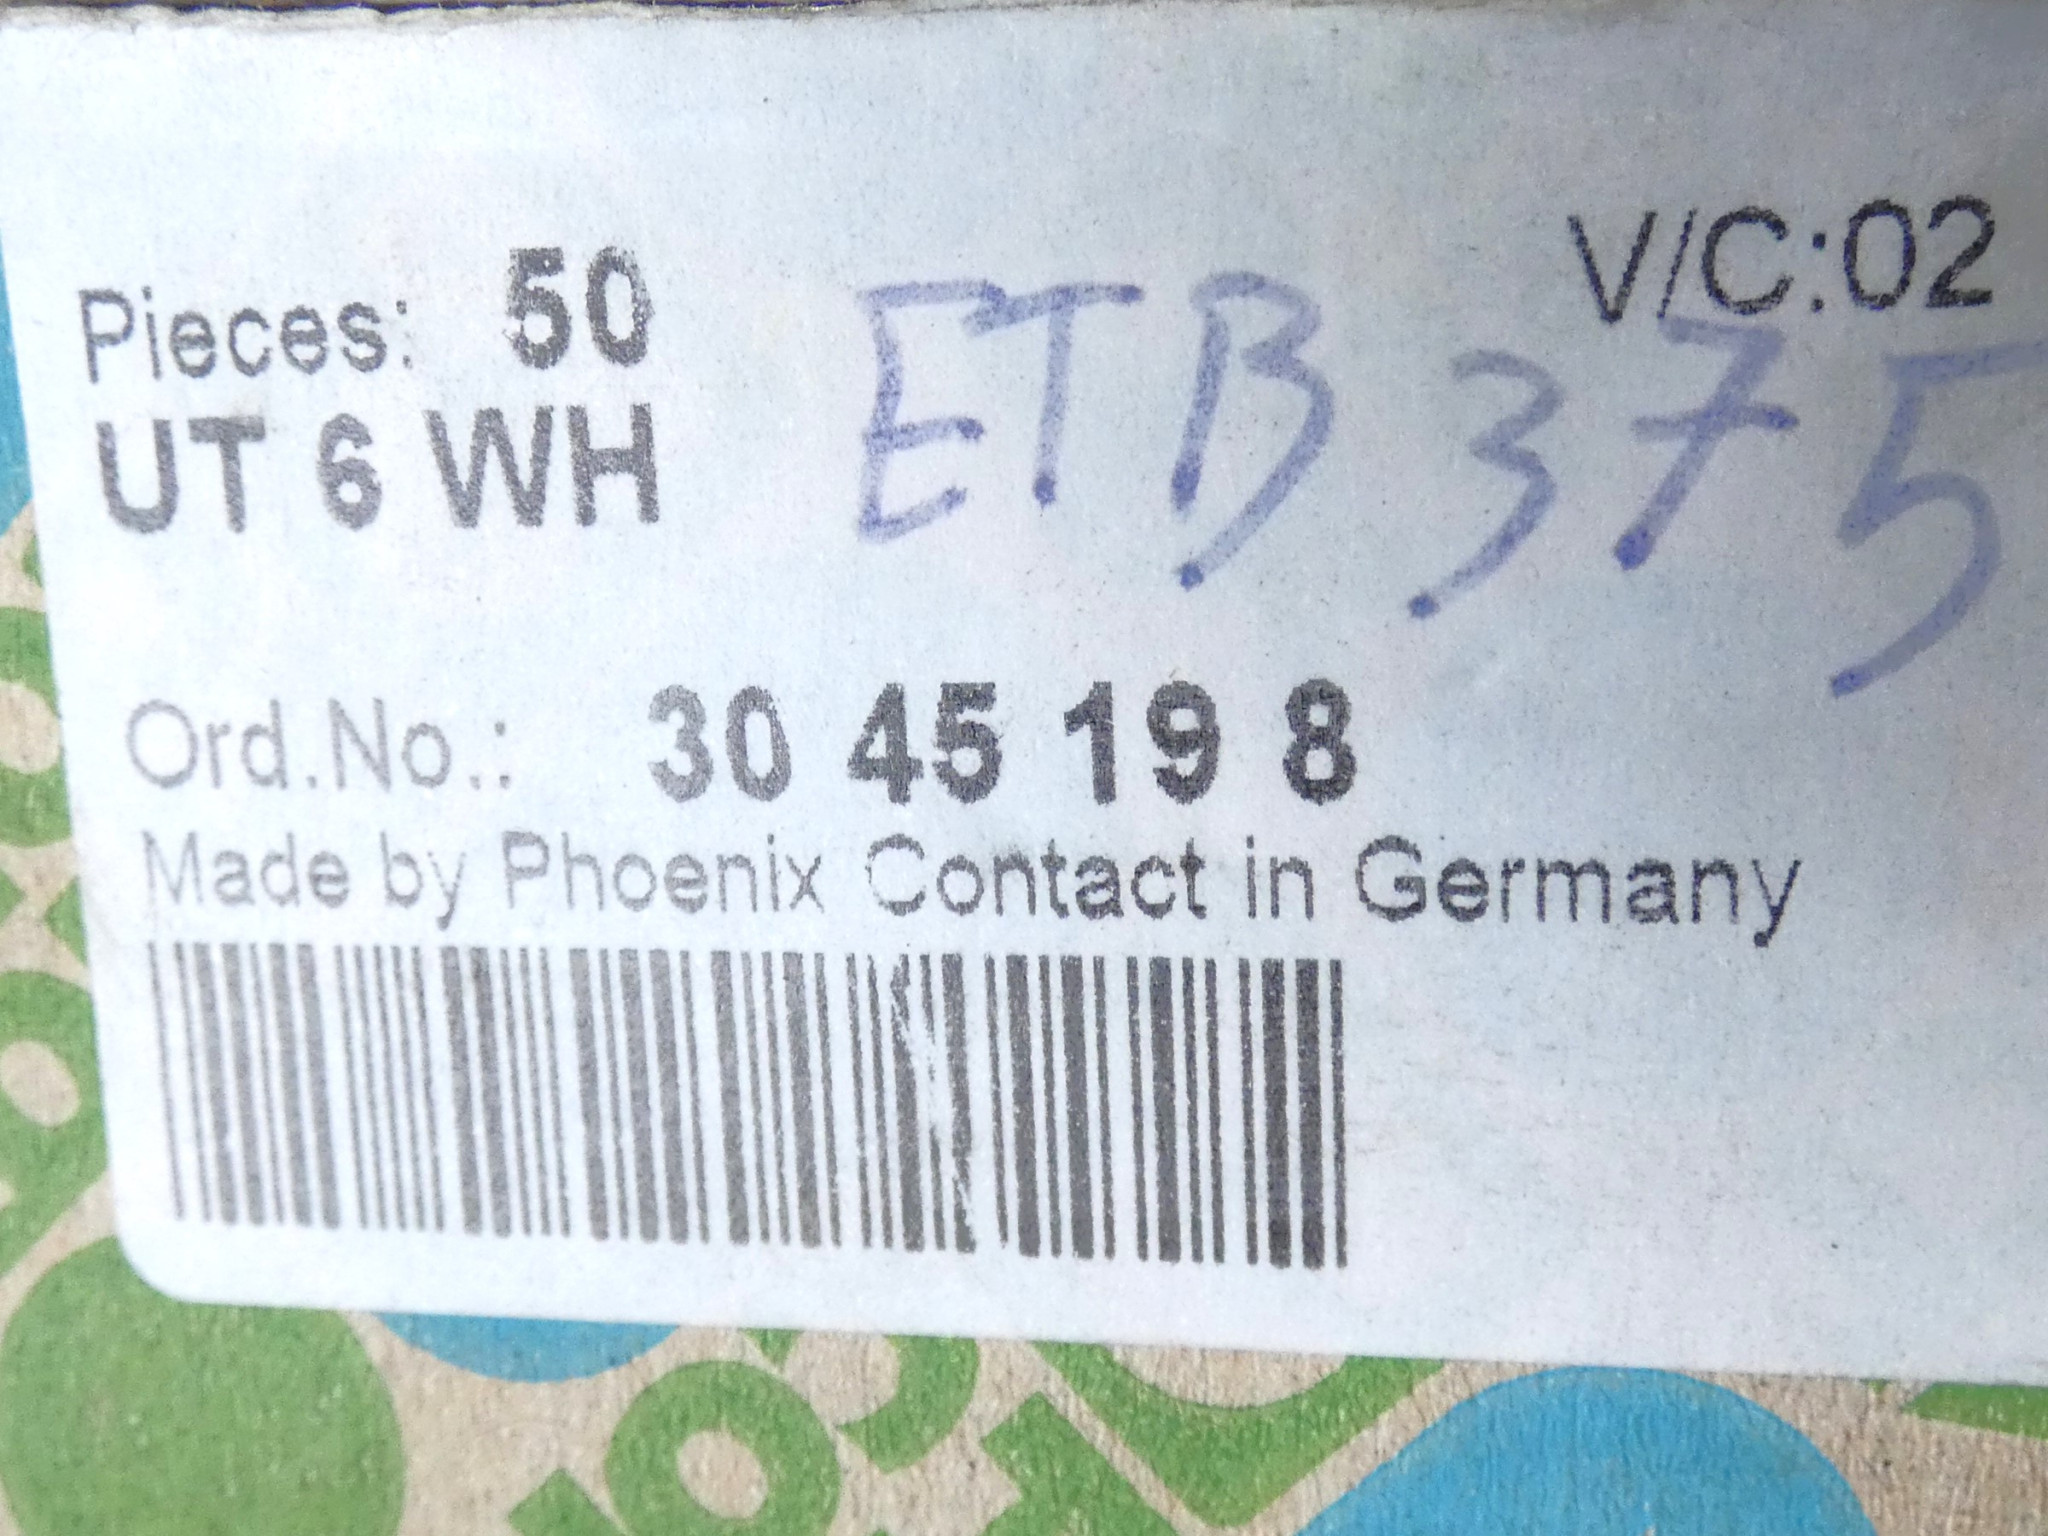 V/C:02
Pieces: 50
ETB 375
UT 6 WH
Ord.No.: 30 45 19 8
Made by Phoenix Contact in Germany